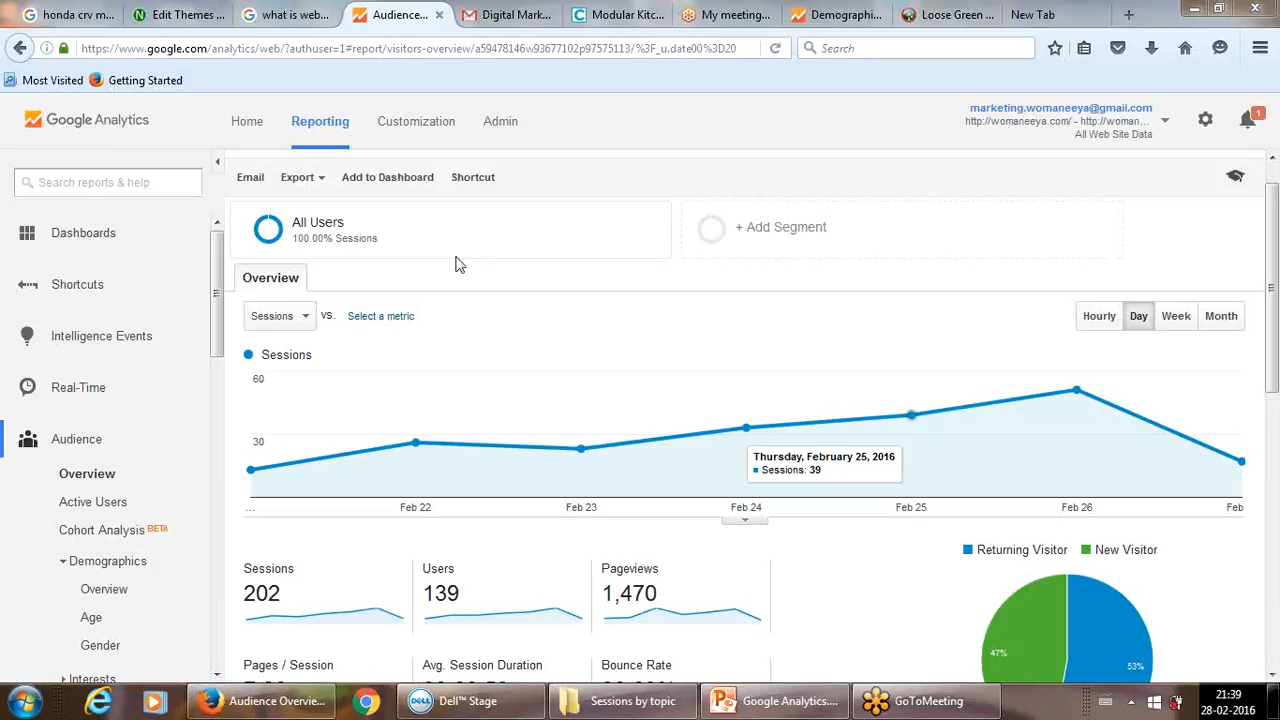 honda crv m...
Edit Themes ...
what is web...
Audience...
Digital Mark...
Modular Kitc...
My meeting...
Demographi...
Loose Green ...
New Tab
https://www.google.com/analytics/web/?authuser=1#report/visitors-overview/a59478146w93677102p97575113/%3F_u.date00%3D20
Search
Most Visited
Getting Started
Google Analytics
Home
Reporting
Customization
Admin
marketing.womaneeya@gmail.com
http://womaneeya.com/ - http://woman...
All Web Site Data
1
Search reports & help
Email
Export
Add to Dashboard
Shortcut
Dashboards
Shortcuts
Intelligence Events
Real-Time
Audience
Overview
Active Users
Cohort Analysis BETA
Demographics
Overview
Age
Gender
Interests
All Users
100.00% Sessions
+ Add Segment
Overview
Sessions
vs.
Select a metric
Hourly
Day
Week
Month
Sessions
60
30
Thursday, February 25, 2016
Sessions: 39
...
Feb 22
Feb 23
Feb 24
Feb 25
Feb 26
Feb
Sessions
202
Users
139
Pageviews
1,470
Returning Visitor
New Visitor
47%
53%
Pages / Session
Avg. Session Duration
Bounce Rate
Audience Overvie...
Dell™ Stage
Sessions by topic
Google Analytics....
GoToMeeting
21:39
28-02-2016